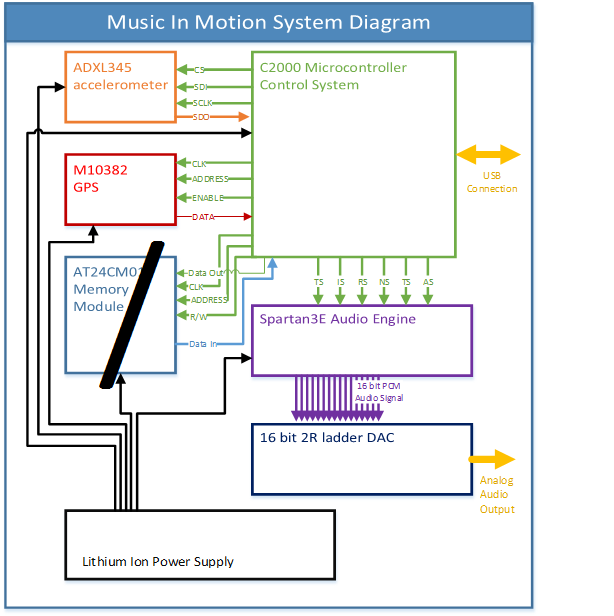 Music In Motion System Diagram
ADXL345
accelerometer
CS
SDI
SCLK
SDO
C2000 Microcontroller
Control System
M10382
GPS
CLK
ADDRESS
ENABLE
DATA
USB
Connection
AT24CM01
Memory
Module
Data Out
CLK
ADDRESS
R/W
Data In
TS
IS
RS
NS
TS
AS
Spartan3E Audio Engine
16 bit PCM
Audio Signal
16 bit 2R ladder DAC
Analog
Audio
Output
Lithium Ion Power Supply